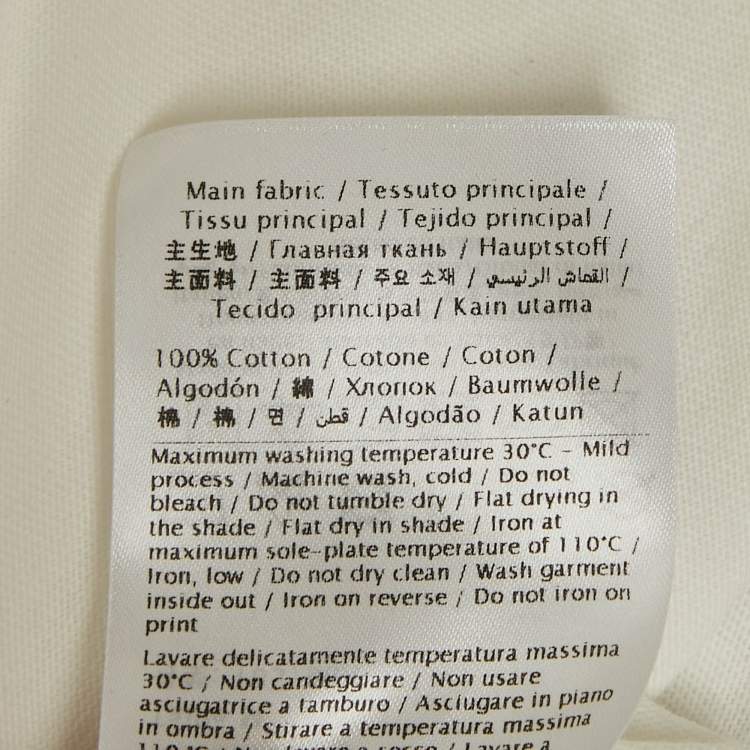 Main fabric / Tessuto principale /
Tissu principal / Tejido principal /
主生地 / Главная ткань / Hauptstoff /
主面料 / 主面料 / 주요 소재 / القماش الرئيسي /
Tecido principal / Kain utama
100% Cotton / Cotone / Coton /
Algodón / 綿 / Хлопок / Baumwolle /
棉 / 棉 / 면 / قطن / Algodão / Katun
Maximum washing temperature 30°C - Mild
process / Machine wash, cold / Do not
bleach / Do not tumble dry / Flat drying in
the shade / Flat dry in shade / Iron at
maximum sole-plate temperature of 110°C /
Iron, low / Do not dry clean / Wash garment
inside out / Iron on reverse / Do not iron on
print
Lavare delicatamente temperatura massima
30°C / Non candeggiare / Non usare
asciugatrice a tamburo / Asciugare in piano
in ombra / Stirare a temperatura massima
110°C / Non lavare a secco / Lavare a